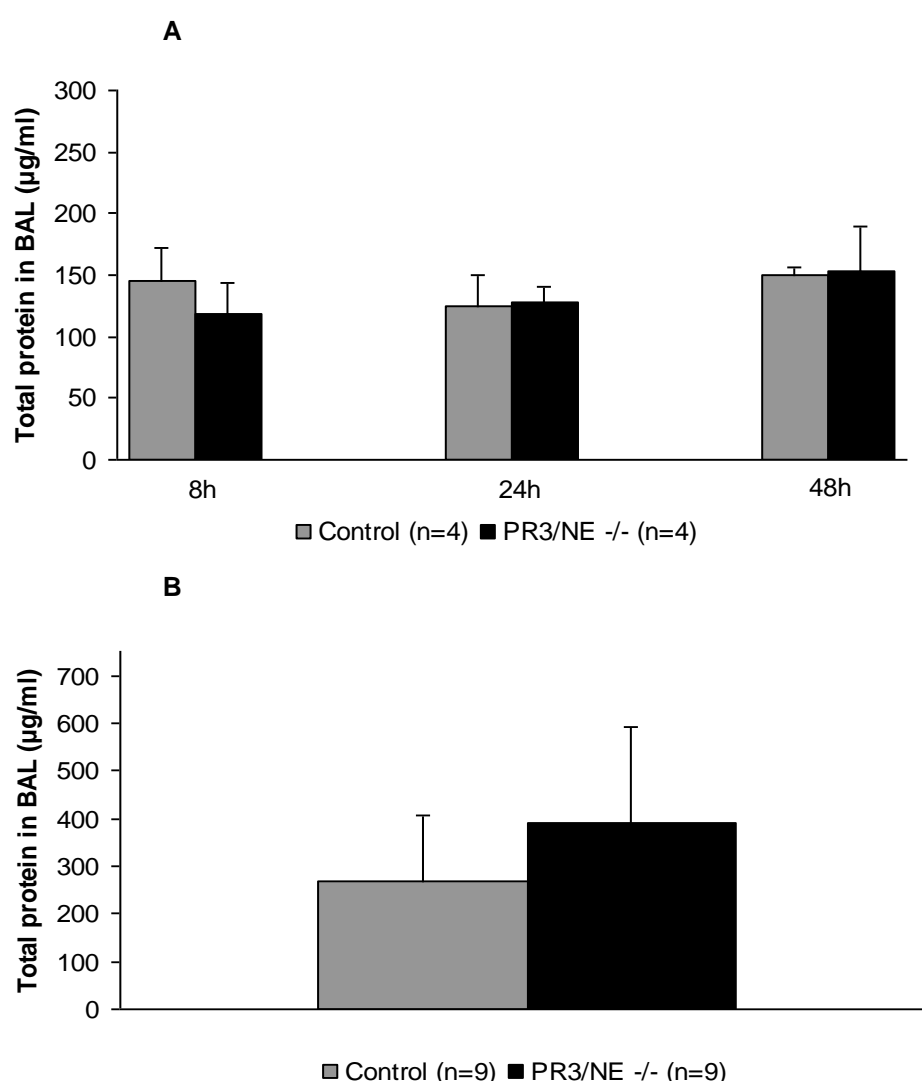 A
Total protein in BAL (µg/ml)
300
250
200
150
100
50
0
8h 24h 48h
Control (n=4) PR3/NE -/- (n=4)
B
Total protein in BAL (µg/ml)
700
600
500
400
300
200
100
0
Control (n=9) PR3/NE -/- (n=9)